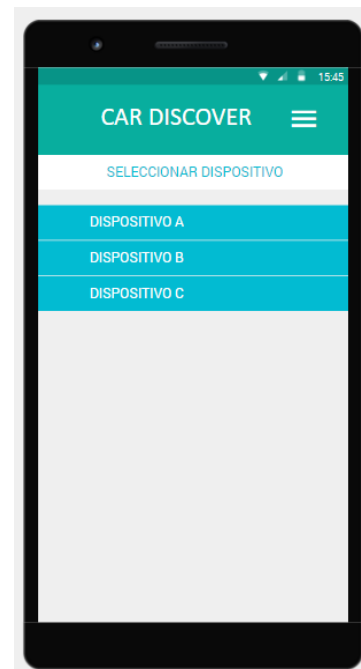 15:45
CAR DISCOVER
SELECCIONAR DISPOSITIVO
DISPOSITIVO A
DISPOSITIVO B
DISPOSITIVO C